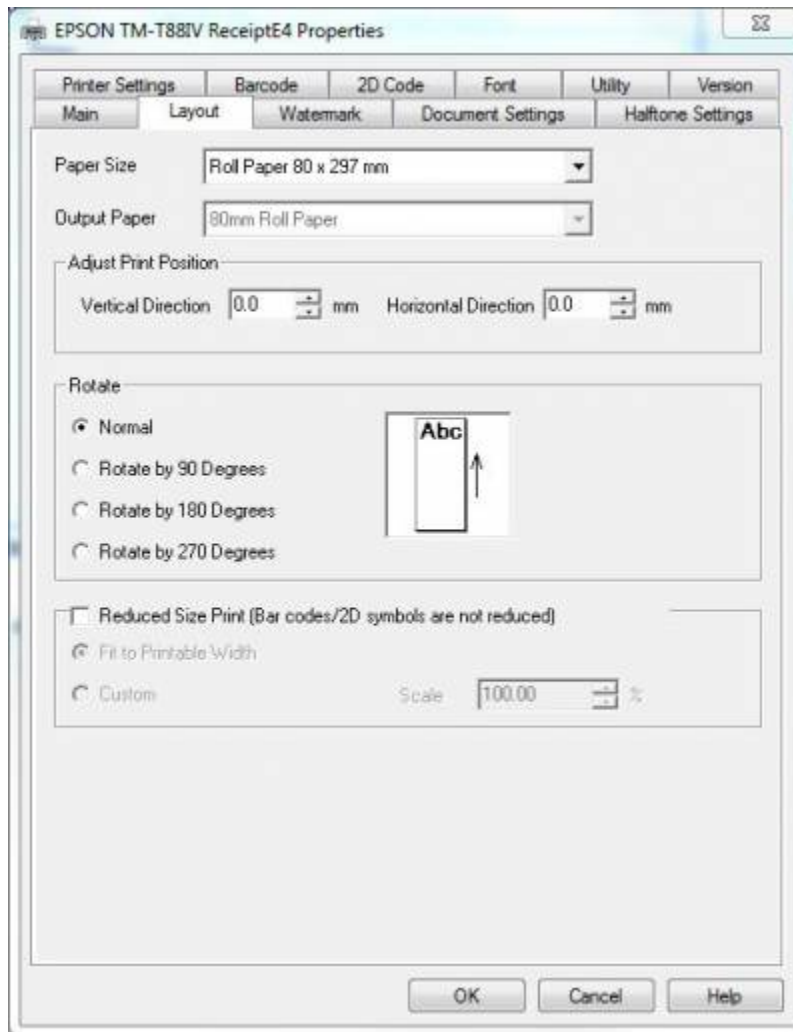 EPSON TM-T88IV ReceiptE4 Properties
Printer Settings Barcode 2D Code Font Utility Version
Main Layout Watermark Document Settings Halftone Settings
Paper Size Roll Paper 80 x 297 mm
Output Paper 80mm Roll Paper
Adjust Print Position
Vertical Direction 0.0 mm Horizontal Direction 0.0 mm
Rotate
Normal
Abc
Rotate by 90 Degrees
Rotate by 180 Degrees
Rotate by 270 Degrees
Reduced Size Print (Bar codes/2D symbols are not reduced)
Fit to Printable Width
Custom Scale 100.00 %
OK Cancel Help